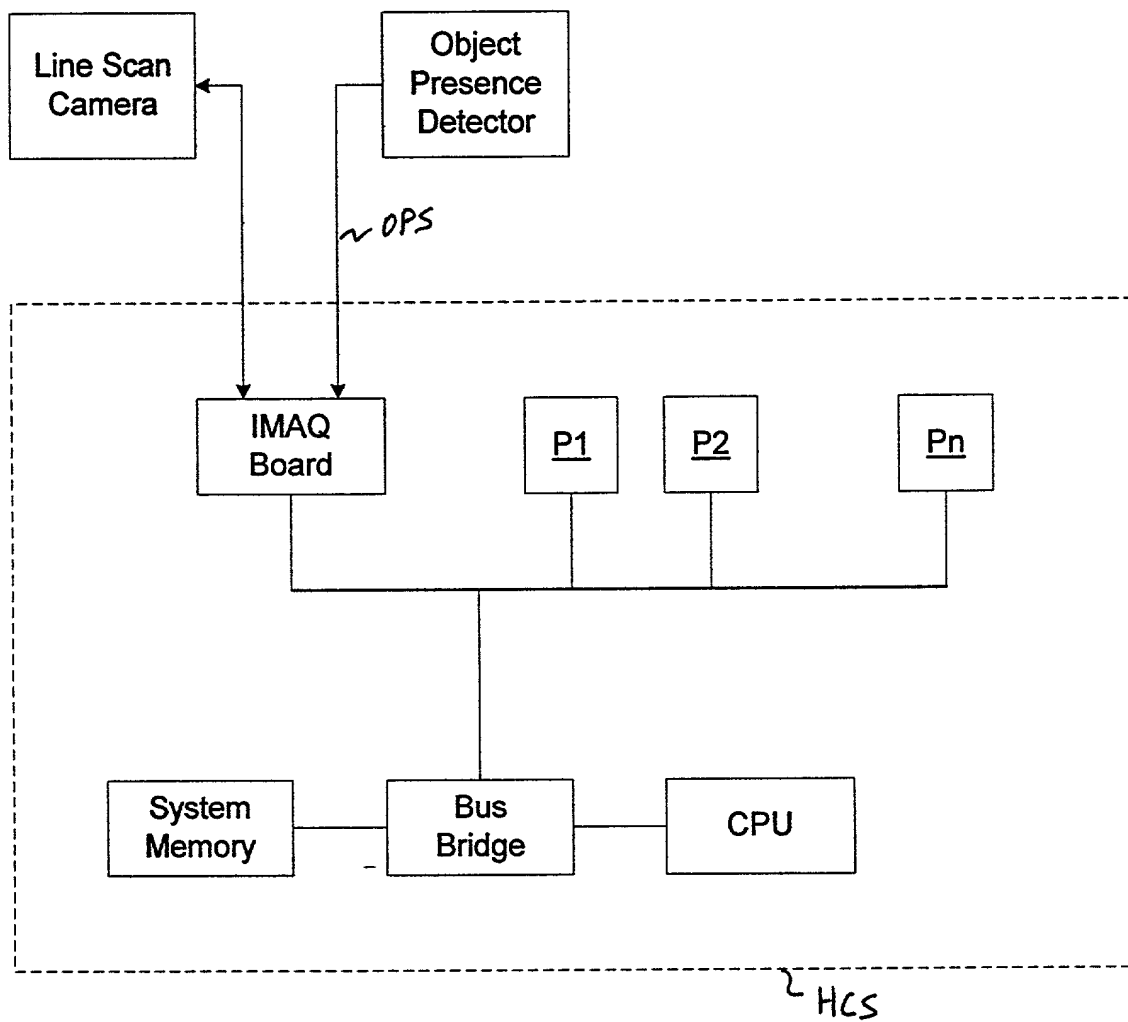 Line Scan
Camera
Object
Presence
Detector
OPS
IMAQ
Board
P1
P2
Pn
System
Memory
Bus
Bridge
CPU
HCS